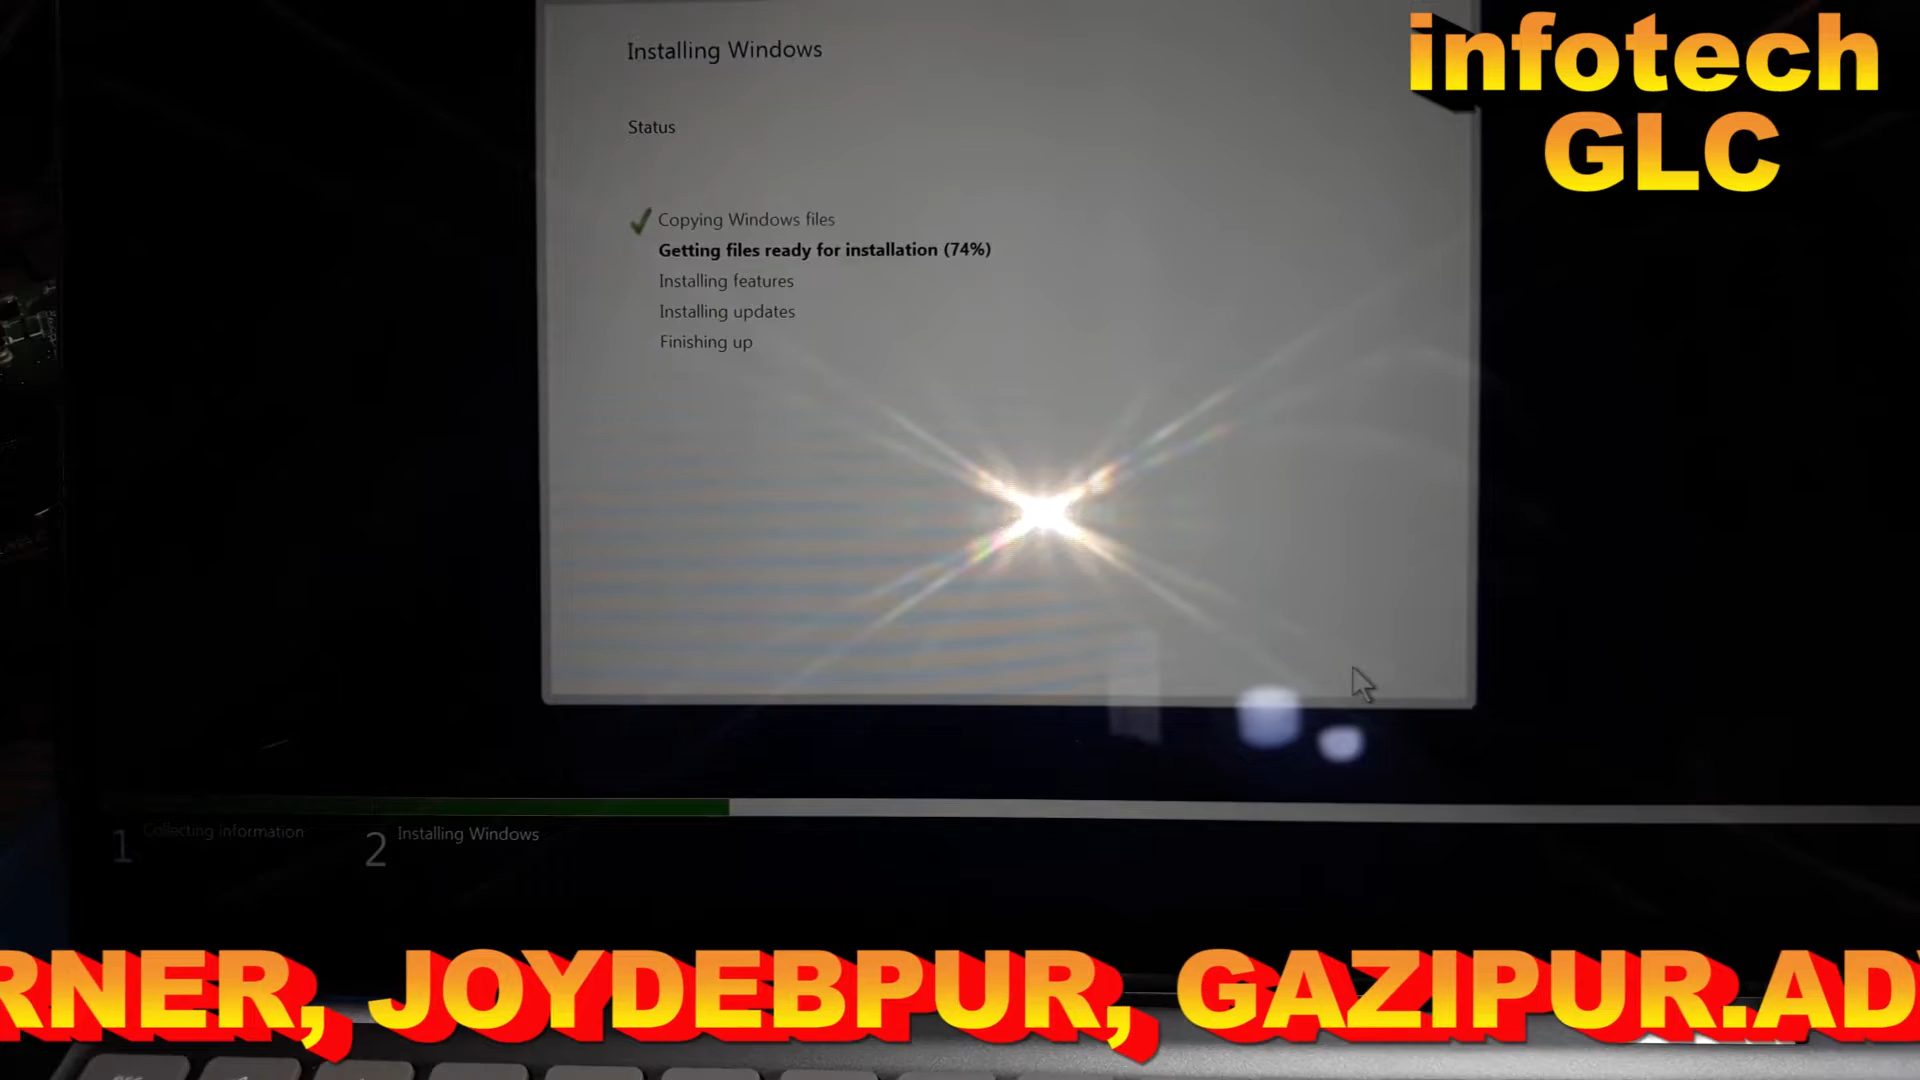 infotech
GLC
Installing Windows
Status
Copying Windows files
Getting files ready for installation (74%)
Installing features
Installing updates
Finishing up
1 Collecting information
2 Installing Windows
RNER, JOYDEBPUR, GAZIPUR.AD
esc